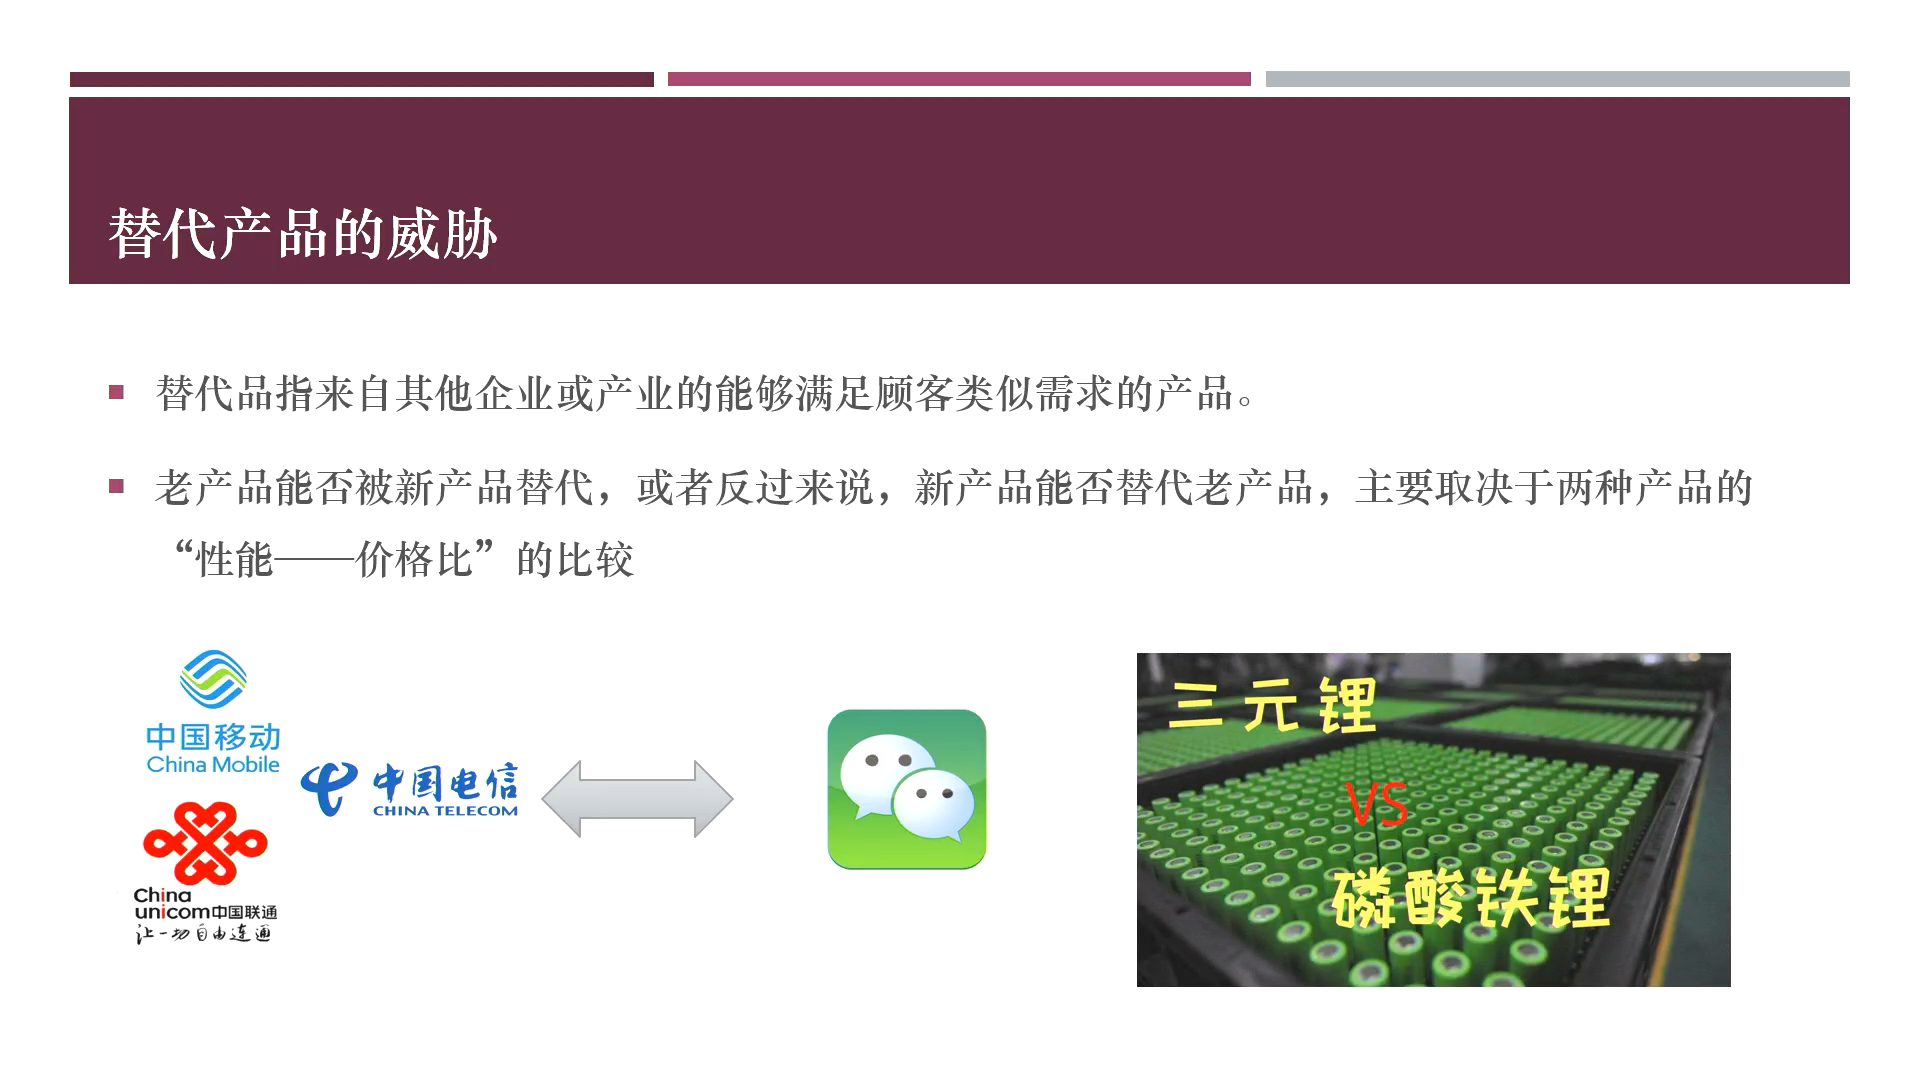 替代产品的威胁
替代品指来自其他企业或产业的能够满足顾客类似需求的产品。
老产品能否被新产品替代，或者反过来说，新产品能否替代老产品，主要取决于两种产品的
“性能——价格比”的比较
中国移动
China Mobile
中国电信
CHINA TELECOM
China
unicom中国联通
让一切自由连通
三元锂
VS
磷酸铁锂